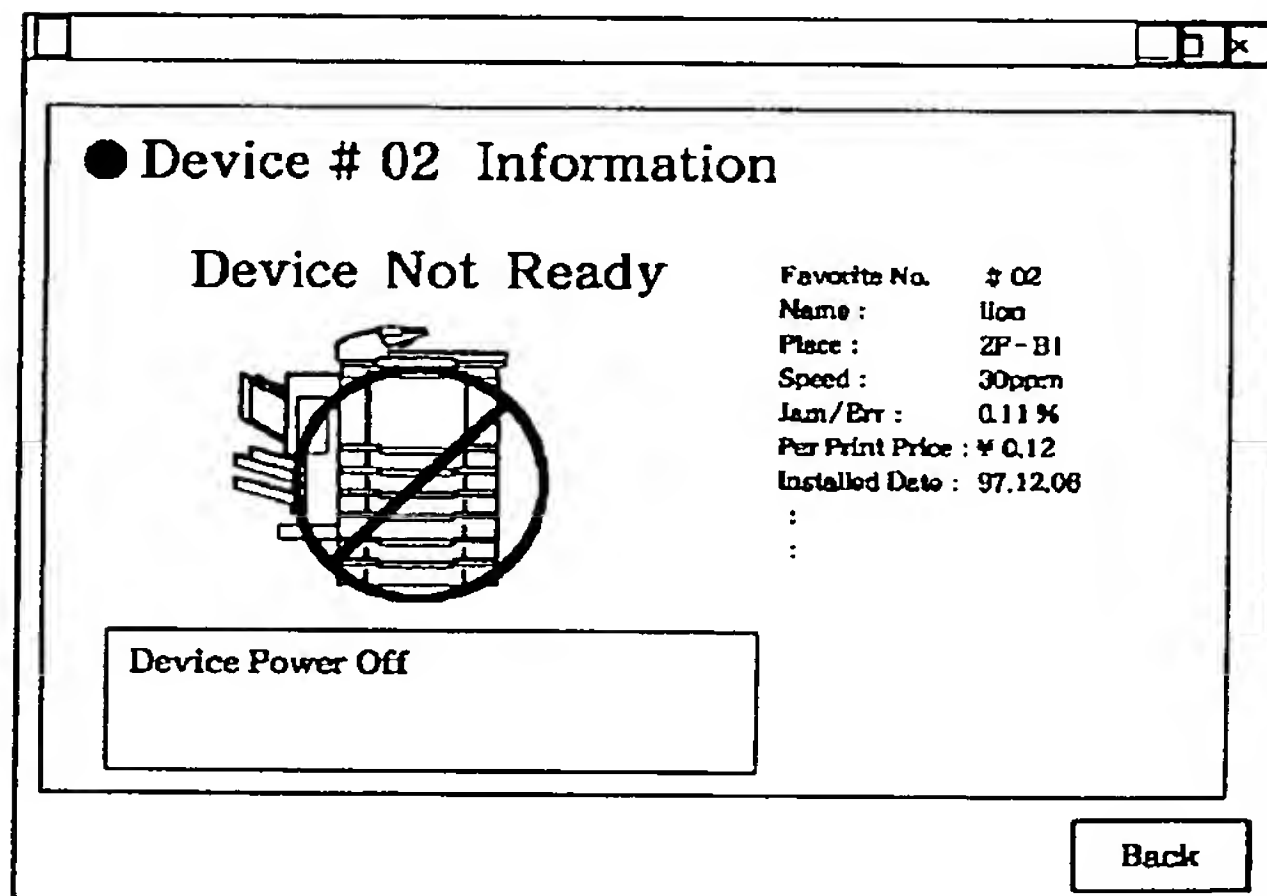 ● Device # 02 Information
Device Not Ready
Favorite No. # 02
Name : lion
Place : 2F-B1
Speed : 30ppm
Jam/Err : 0.11 %
Per Print Price : ¥ 0.12
Installed Date : 97.12.08
:
:
Device Power Off
Back